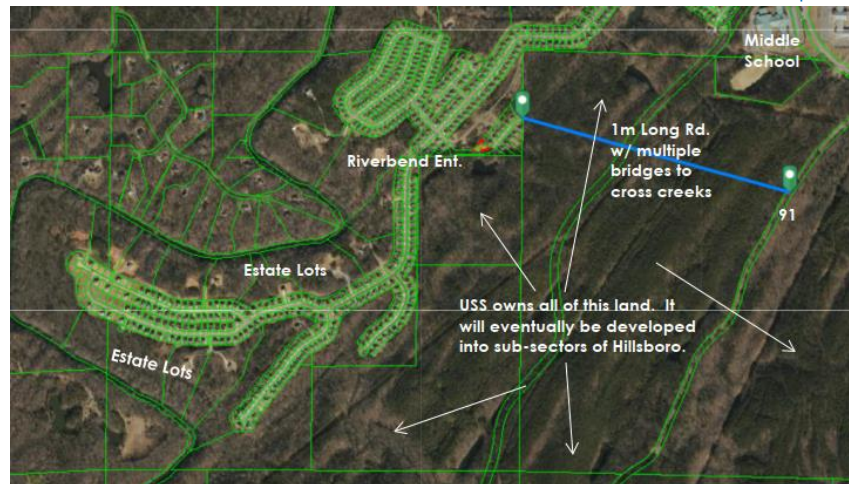 Middle
School
1m Long Rd.
w/ multiple
bridges to
cross creeks
Riverbend Ent.
91
Estate Lots
USS owns all of this land. It
will eventually be developed
into sub-sectors of Hillsboro.
Estate Lots